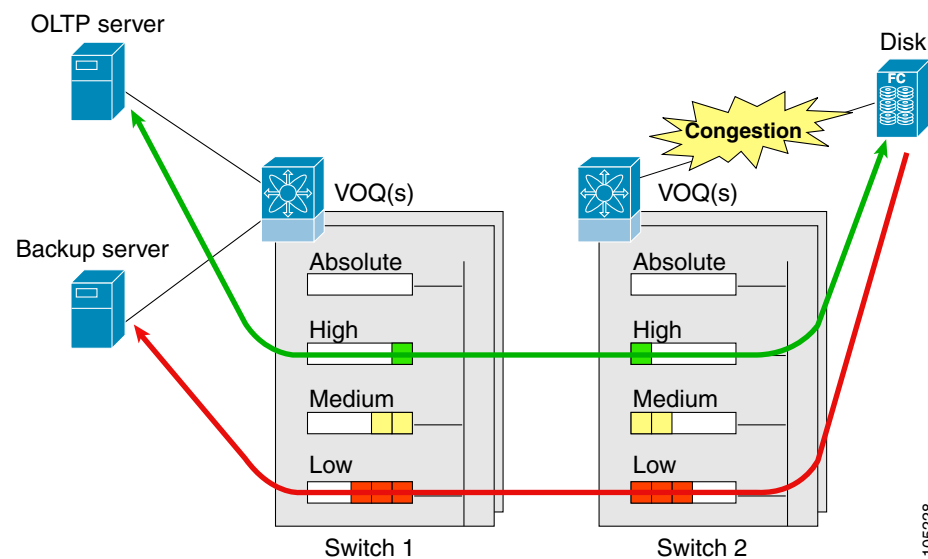 OLTP server
Disk
FC
Congestion
VOQ(s)
VOQ(s)
Backup server
Absolute
Absolute
High
High
Medium
Medium
Low
Low
Switch 1
Switch 2
105228